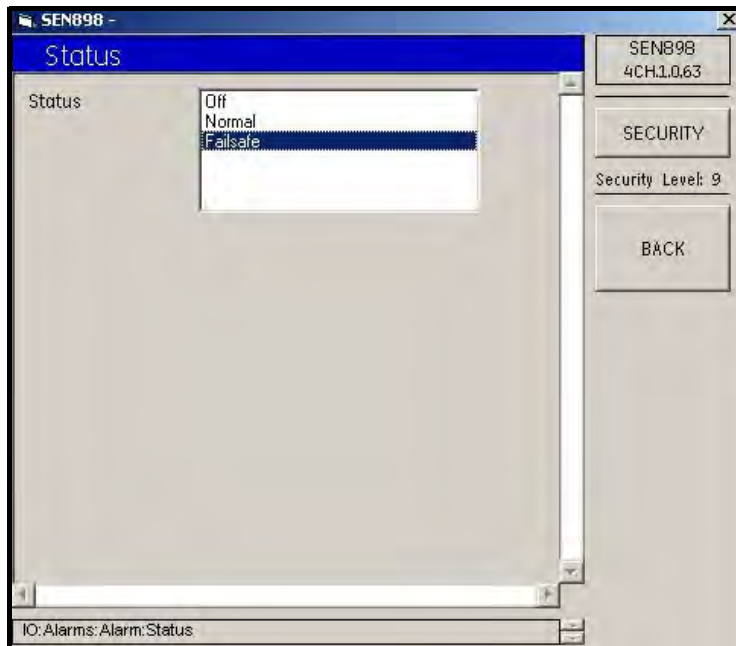 SEN898 -
Status
Status
Off
Normal
Failsafe
SEN898
4CH.1.0.63
SECURITY
Security Level: 9
BACK
IO:Alarms:Alarm:Status